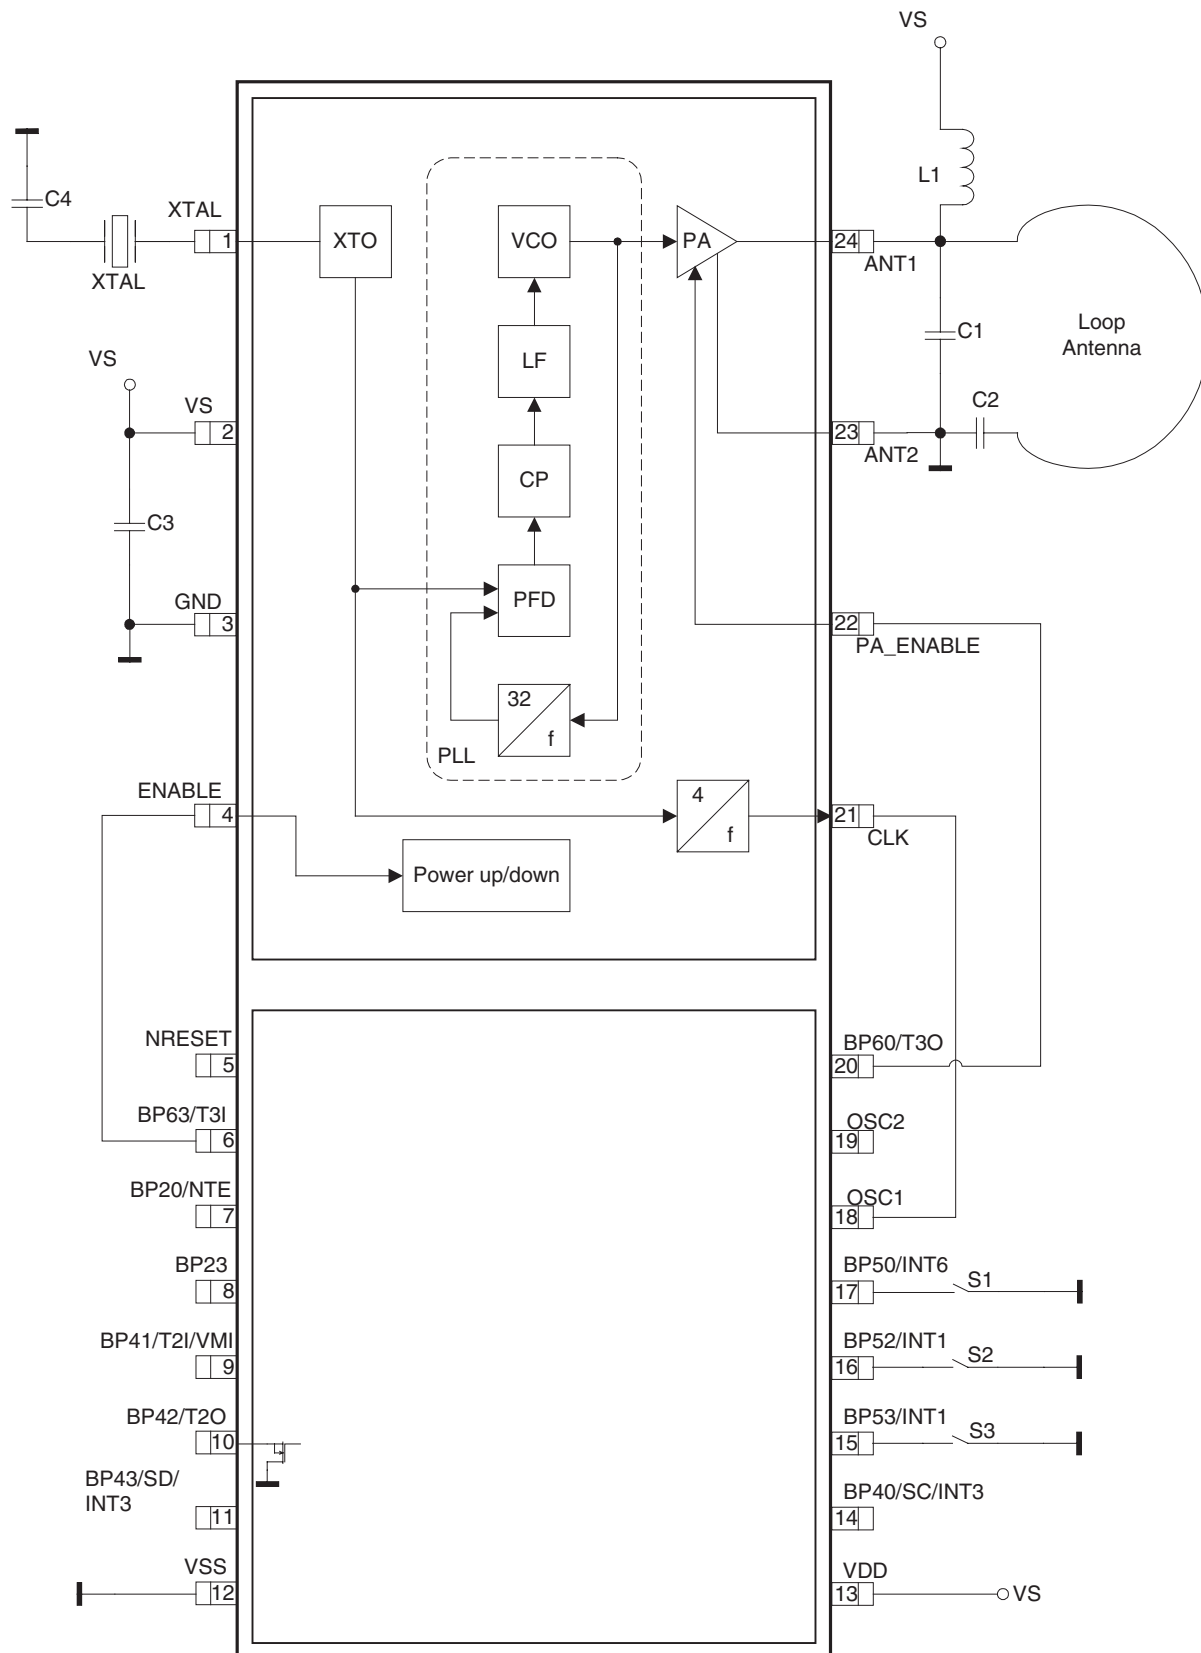 VS
L1
C4
XTAL
1
XTAL
XTO
VCO
PA
24
ANT1
C1
Loop
Antenna
VS
VS
2
LF
C2
23
ANT2
CP
C3
GND
3
PFD
22
PA_ENABLE
32
f
PLL
ENABLE
4
4
f
21
CLK
Power up/down
NRESET
5
BP60/T3O
20
BP63/T3I
6
OSC2
19
BP20/NTE
7
OSC1
18
BP23
8
BP50/INT6
17
S1
BP41/T2I/VMI
9
BP52/INT1
16
S2
BP42/T2O
10
BP53/INT1
15
S3
BP43/SD/
INT3
11
BP40/SC/INT3
14
VSS
12
VDD
13
VS